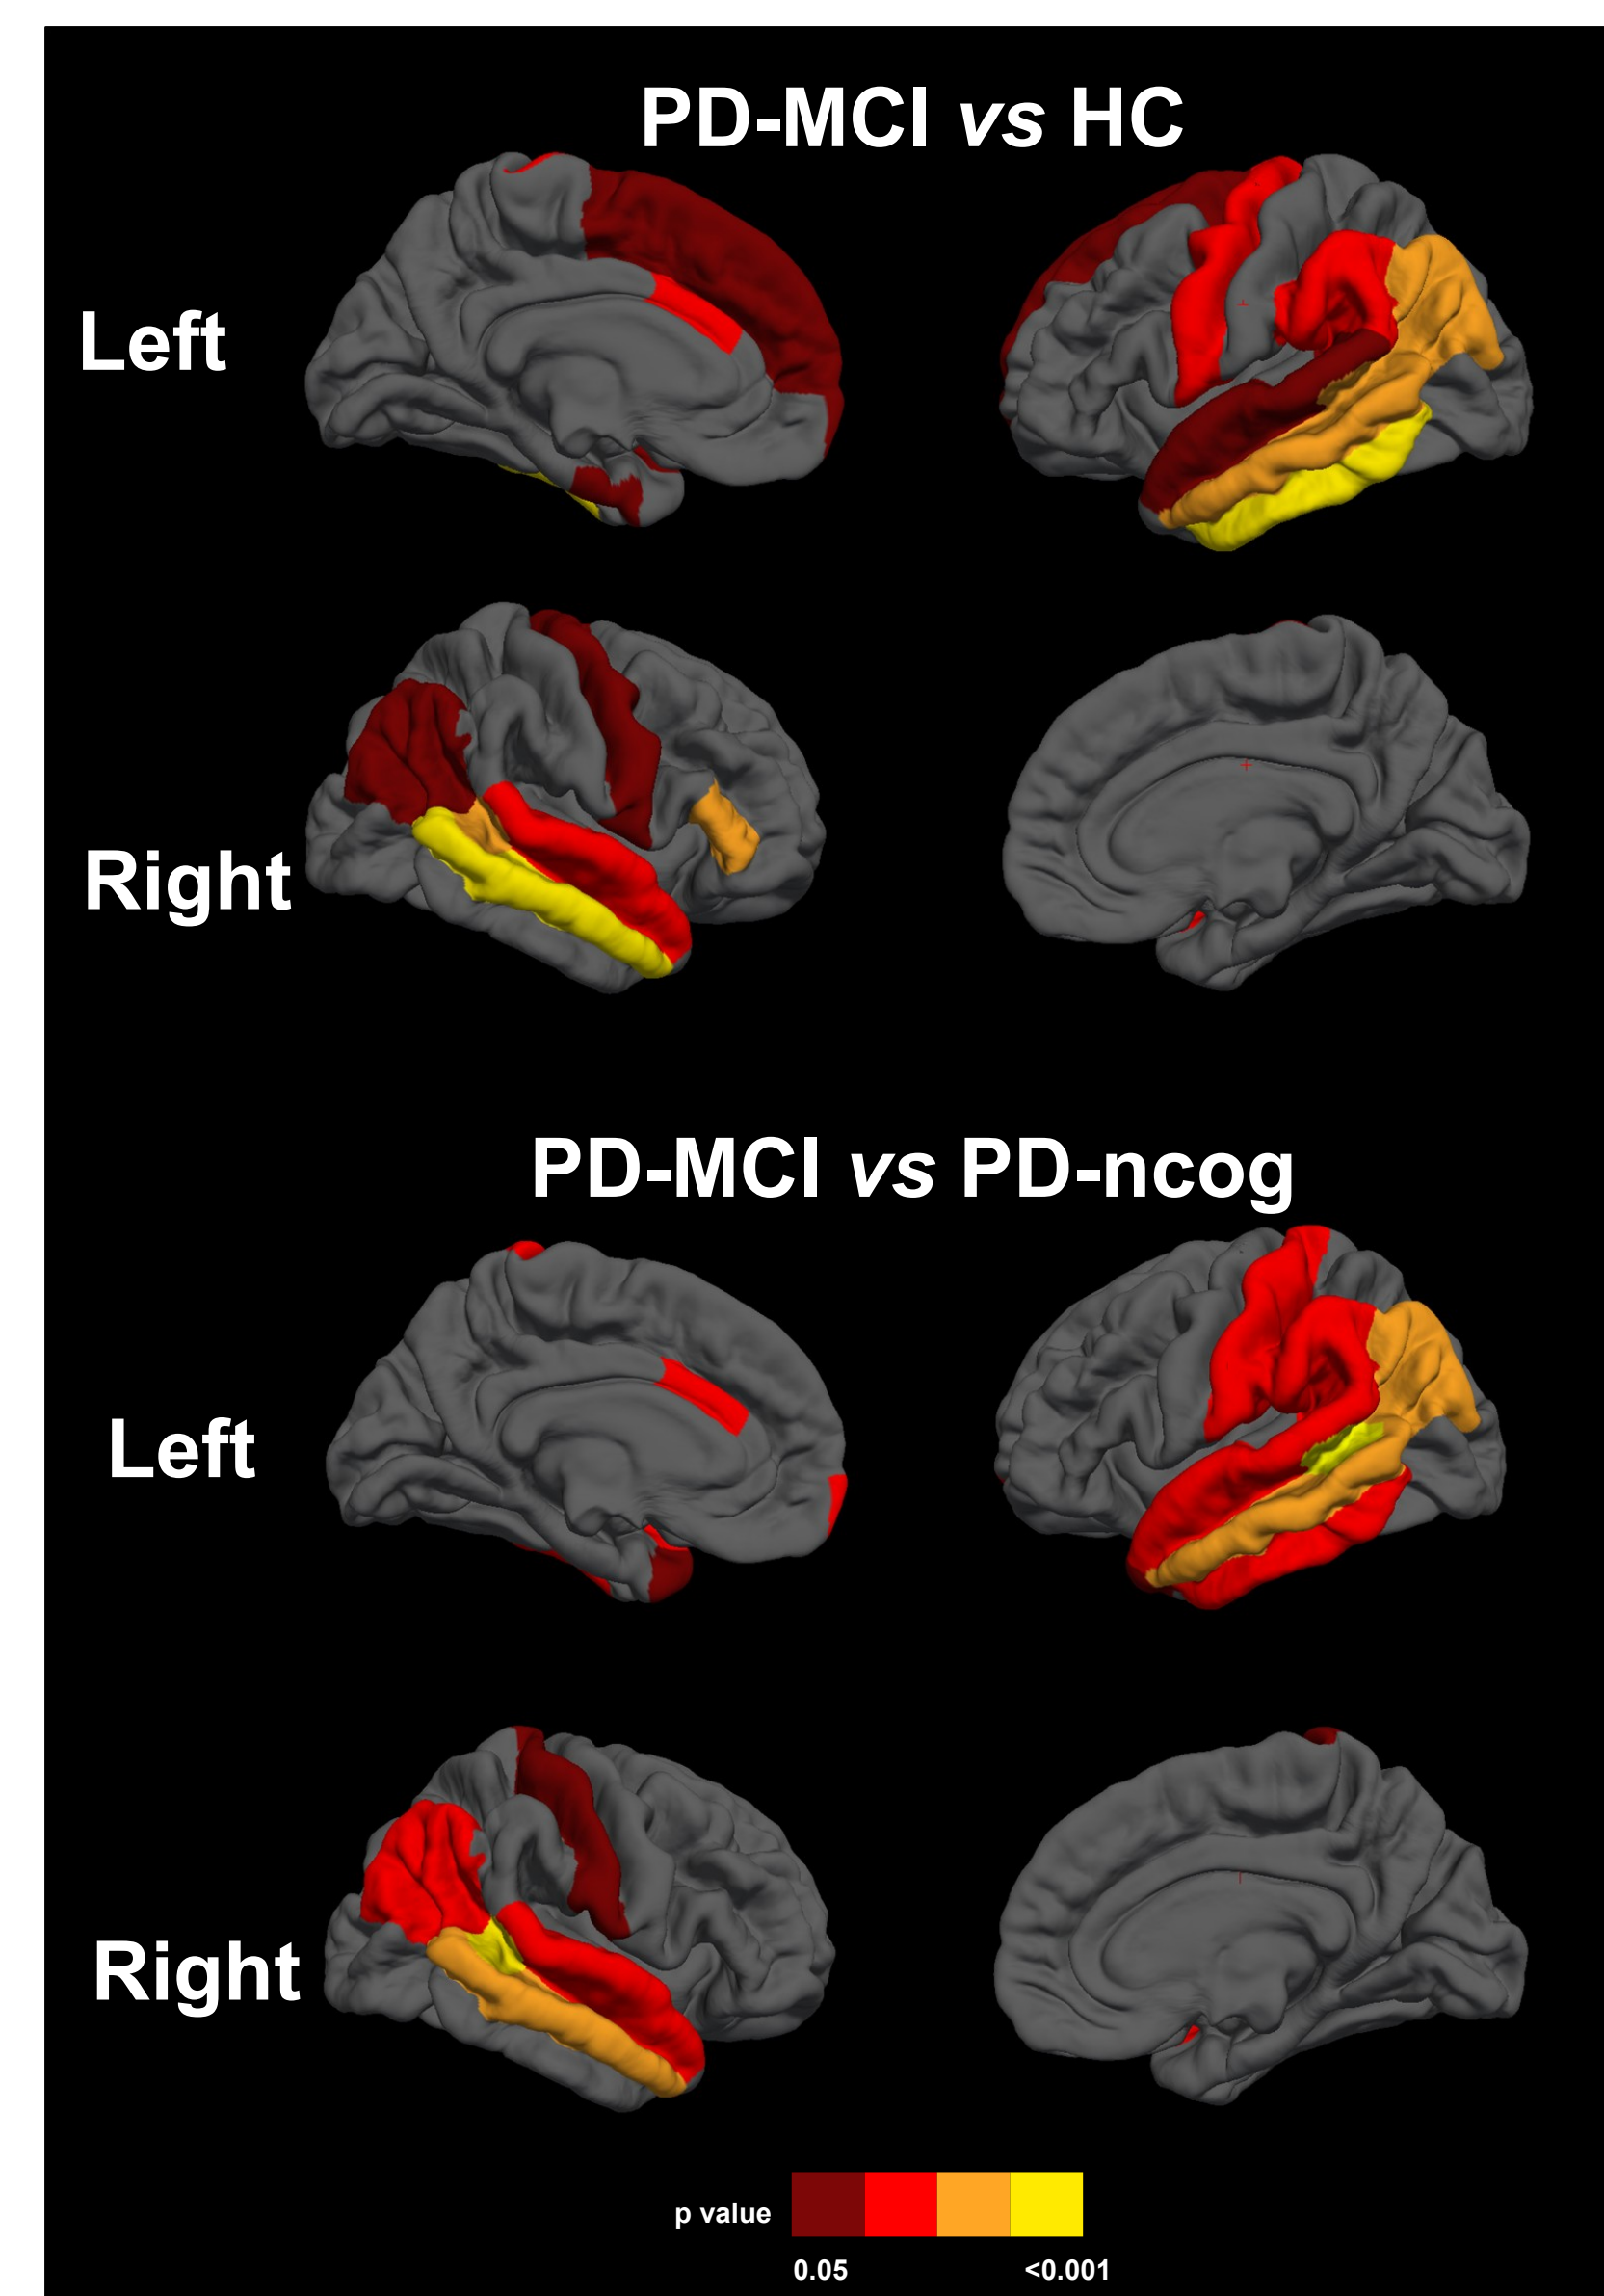 PD-MCI vs HC
Left
Right
PD-MCI vs PD-ncog
Left
Right
p value
0.05 <0.001